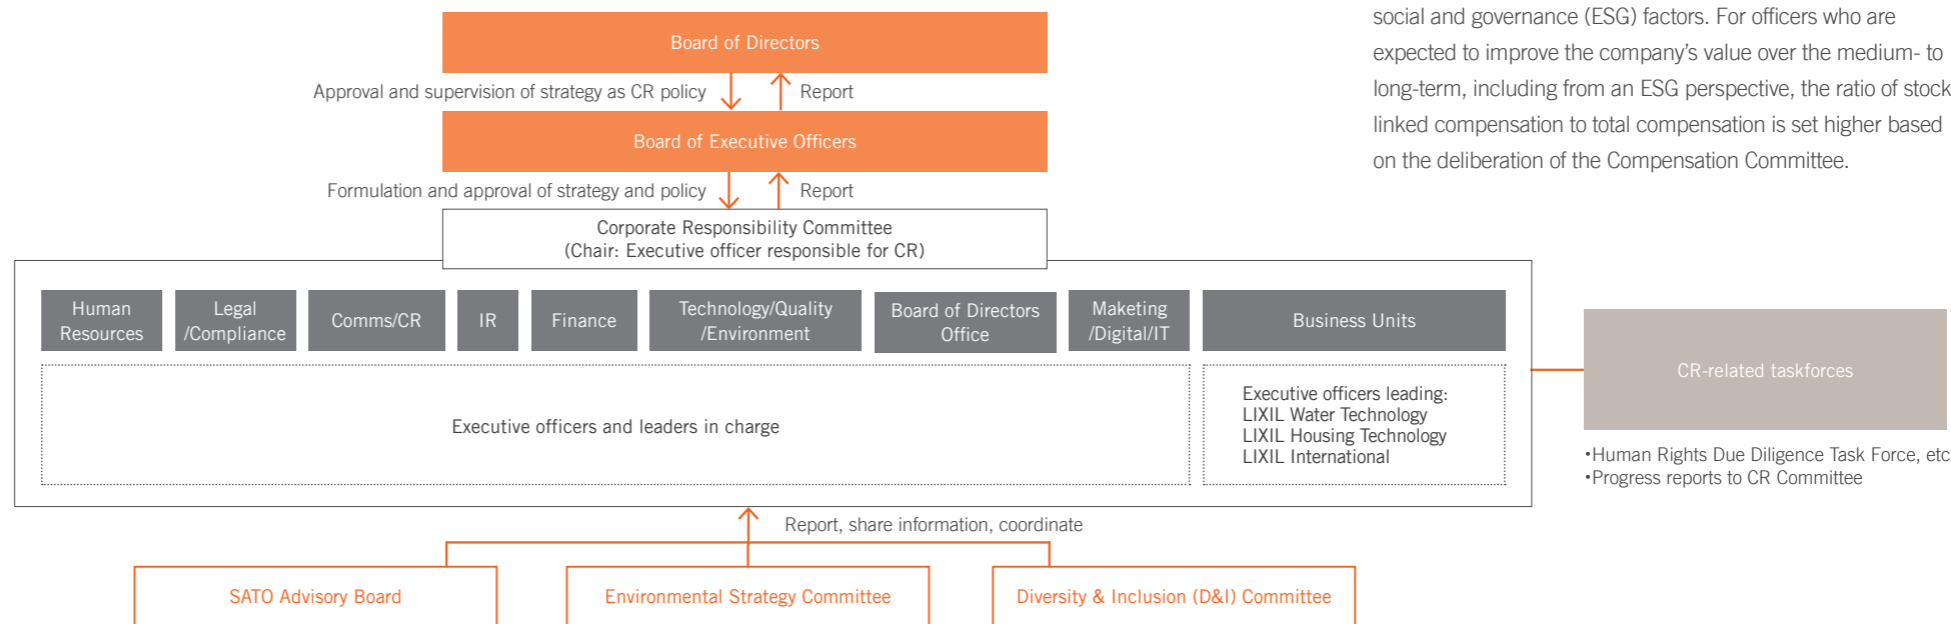 Board of Directors
Approval and supervision of strategy as CR policy
Report
Board of Executive Officers
Formulation and approval of strategy and policy
Report
Corporate Responsibility Committee
(Chair: Executive officer responsible for CR)
Human
Resources
Legal
/Compliance
Comms/CR
IR
Finance
Technology/Quality
/Environment
Board of Directors
Office
Maketing
/Digital/IT
Business Units
Executive officers and leaders in charge
Executive officers leading:
LIXIL Water Technology
LIXIL Housing Technology
LIXIL International
CR-related taskforces
•Human Rights Due Diligence Task Force, etc
•Progress reports to CR Committee
Report, share information, coordinate
SATO Advisory Board
Environmental Strategy Committee
Diversity & Inclusion (D&I) Committee
social and governance (ESG) factors. For officers who are
expected to improve the company’s value over the medium- to
long-term, including from an ESG perspective, the ratio of stock
linked compensation to total compensation is set higher based
on the deliberation of the Compensation Committee.